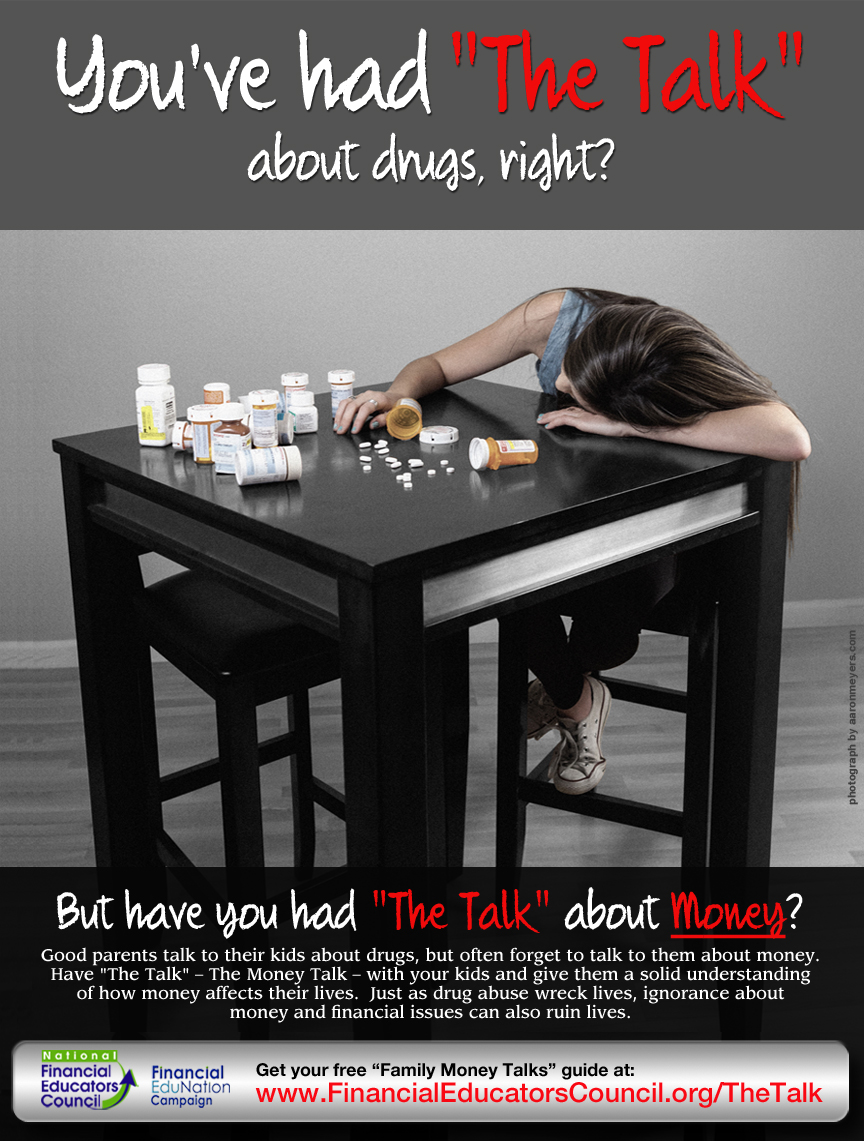 You've had "The Talk"
about drugs, right?
photograph by aaronmeyers.com
But have you had "The Talk" about Money?
Good parents talk to their kids about drugs, but often forget to talk to them about money.
Have "The Talk" – The Money Talk – with your kids and give them a solid understanding
of how money affects their lives.  Just as drug abuse wreck lives, ignorance about
money and financial issues can also ruin lives.
National
Financial
Educators
Council
Financial
EduNation
Campaign
Get your free “Family Money Talks” guide at:
www.FinancialEducatorsCouncil.org/TheTalk